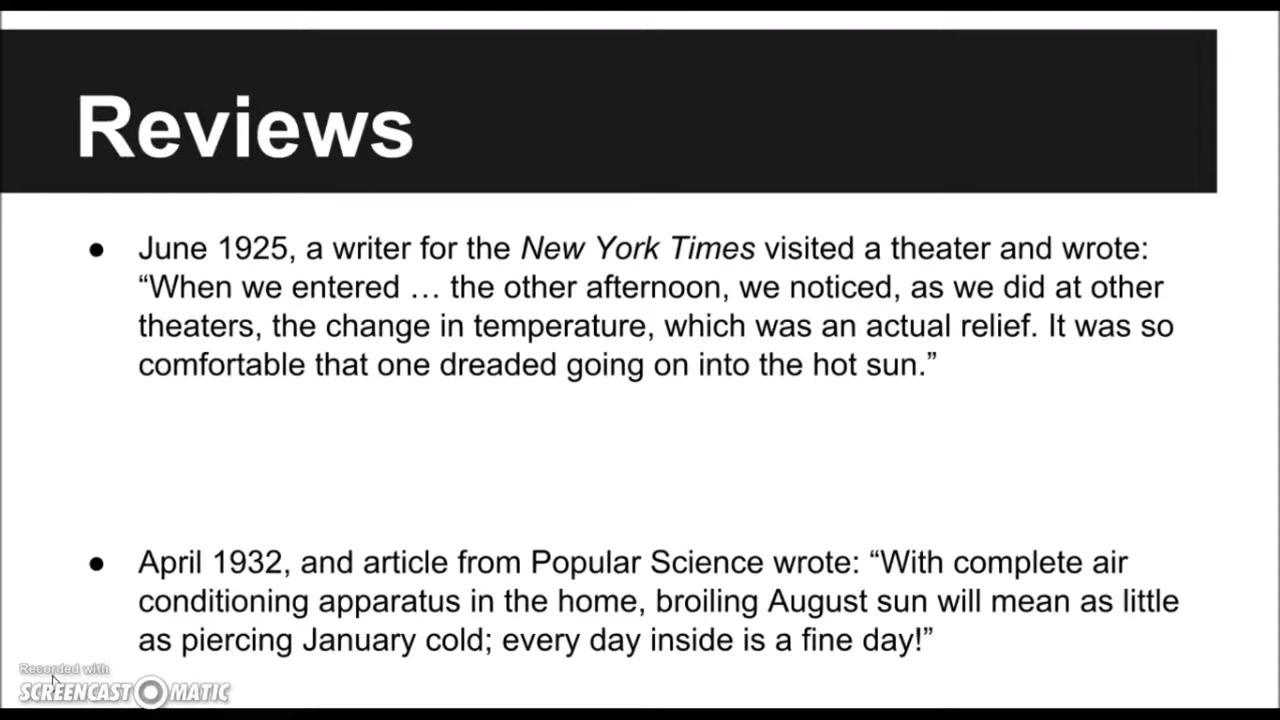 Reviews
● June 1925, a writer for the New York Times visited a theater and wrote:
“When we entered … the other afternoon, we noticed, as we did at other
theaters, the change in temperature, which was an actual relief. It was so
comfortable that one dreaded going on into the hot sun.”
● April 1932, and article from Popular Science wrote: “With complete air
conditioning apparatus in the home, broiling August sun will mean as little
as piercing January cold; every day inside is a fine day!”
Recorded with
SCREENCAST MATIC